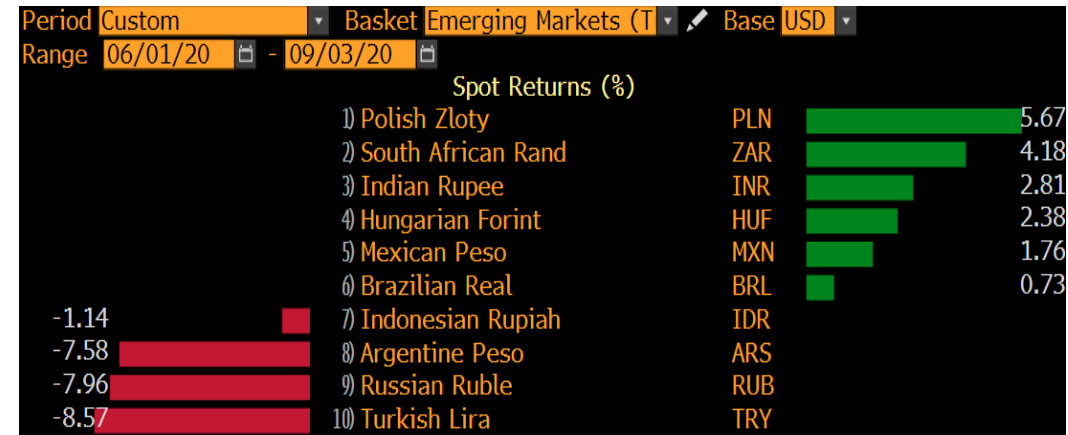 Period Custom Basket Emerging Markets (T Base USD
Range 06/01/20 - 09/03/20
Spot Returns (%)
1) Polish Zloty PLN 5.67
2) South African Rand ZAR 4.18
3) Indian Rupee INR 2.81
4) Hungarian Forint HUF 2.38
5) Mexican Peso MXN 1.76
6) Brazilian Real BRL 0.73
-1.14 7) Indonesian Rupiah IDR
-7.58 8) Argentine Peso ARS
-7.96 9) Russian Ruble RUB
-8.57 10) Turkish Lira TRY